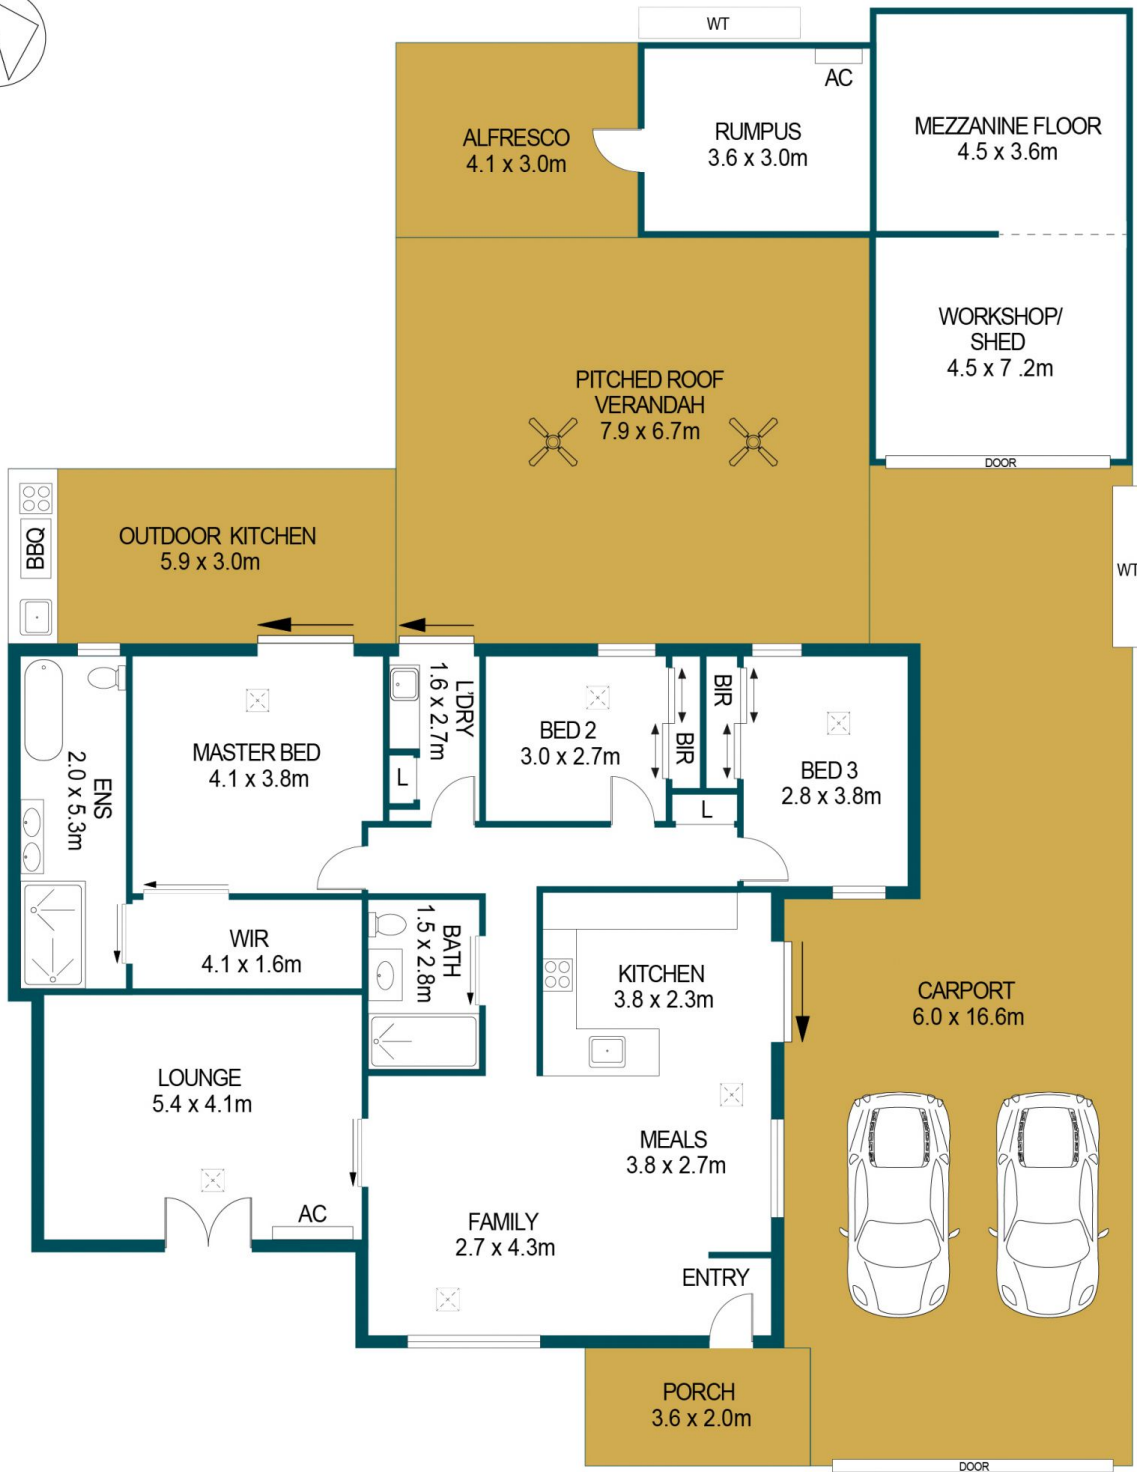 WT
AC
ALFRESCO
4.1 x 3.0m
RUMPUS
3.6 x 3.0m
MEZZANINE FLOOR
4.5 x 3.6m
WORKSHOP/
SHED
4.5 x 7 .2m
PITCHED ROOF
VERANDAH
7.9 x 6.7m
DOOR
BBQ
OUTDOOR KITCHEN
5.9 x 3.0m
WT
ENS
2.0 x 5.3m
MASTER BED
4.1 x 3.8m
L'DRY
1.6 x 2.7m
L
BED 2
3.0 x 2.7m
BIR
BIR
L
BED 3
2.8 x 3.8m
WIR
4.1 x 1.6m
BATH
1.5 x 2.8m
KITCHEN
3.8 x 2.3m
CARPORT
6.0 x 16.6m
LOUNGE
5.4 x 4.1m
AC
MEALS
3.8 x 2.7m
FAMILY
2.7 x 4.3m
ENTRY
PORCH
3.6 x 2.0m
DOOR